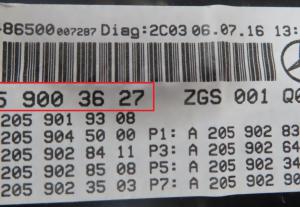 86500007287 Diag:2C03 06.07.16 13:
5 900 36 27 ZGS 001 Q0
205 901 93 08
205 904 50 00 P1: A 205 902 83
205 902 84 11 P3: A 205 902 64
205 902 85 08 P5: A 205 902 34
205 902 35 03 P7: A 205 902 90